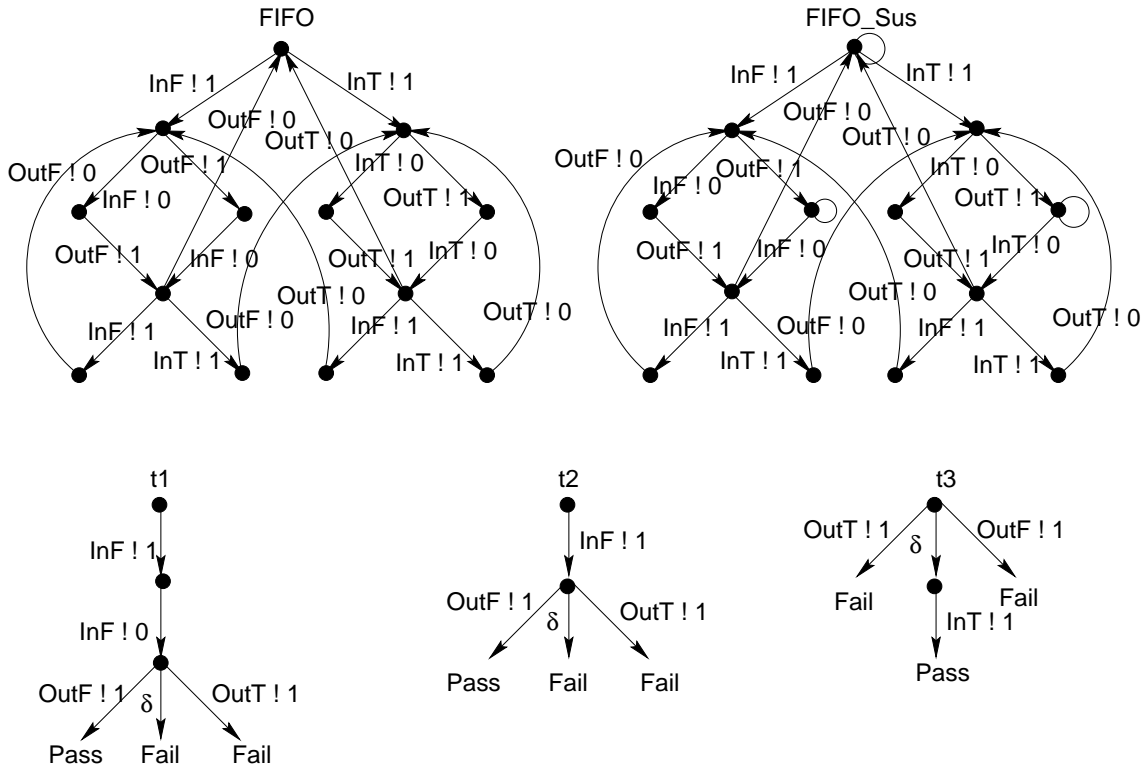 FIFO
InF ! 1
InT ! 1
OutF ! 0
OutT ! 0
OutF ! 0
OutF ! 1
InT ! 0
InF ! 0
OutT ! 1
OutF ! 1
InF ! 0
OutT ! 1
InT ! 0
OutT ! 0
OutT ! 0
InF ! 1
OutF ! 0
InF ! 1
InT ! 1
InT ! 1
FIFO_Sus
InF ! 1
InT ! 1
OutF ! 0
OutT ! 0
OutF ! 0
OutF ! 1
InT ! 0
InF ! 0
OutT ! 1
OutF ! 1
InF ! 0
OutT ! 1
InT ! 0
OutT ! 0
OutT ! 0
InF ! 1
OutF ! 0
InF ! 1
InT ! 1
InT ! 1
t1
InF ! 1
InF ! 0
OutF ! 1
δ
OutT ! 1
Pass
Fail
Fail
t2
InF ! 1
OutF ! 1
δ
OutT ! 1
Pass
Fail
Fail
t3
OutT ! 1
δ
OutF ! 1
Fail
Fail
InT ! 1
Pass